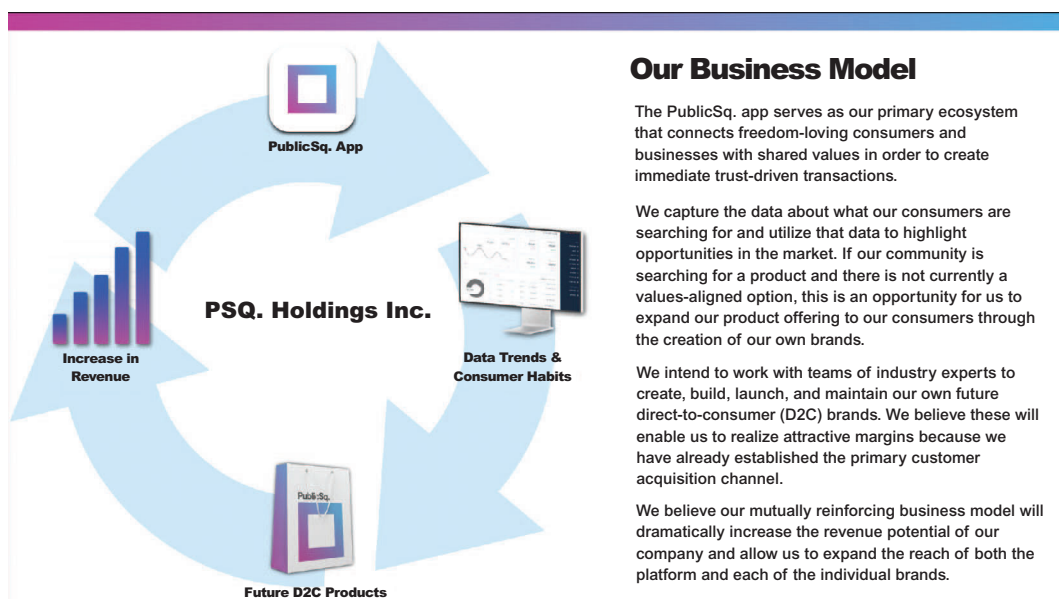 PublicSq. App
PSQ. Holdings Inc.
Increase in
Revenue
Data Trends &
Consumer Habits
PublicSq.
Future D2C Products
Our Business Model
The PublicSq. app serves as our primary ecosystem
that connects freedom-loving consumers and
businesses with shared values in order to create
immediate trust-driven transactions.
We capture the data about what our consumers are
searching for and utilize that data to highlight
opportunities in the market. If our community is
searching for a product and there is not currently a
values-aligned option, this is an opportunity for us to
expand our product offering to our consumers through
the creation of our own brands.
We intend to work with teams of industry experts to
create, build, launch, and maintain our own future
direct-to-consumer (D2C) brands. We believe these will
enable us to realize attractive margins because we
have already established the primary customer
acquisition channel.
We believe our mutually reinforcing business model will
dramatically increase the revenue potential of our
company and allow us to expand the reach of both the
platform and each of the individual brands.